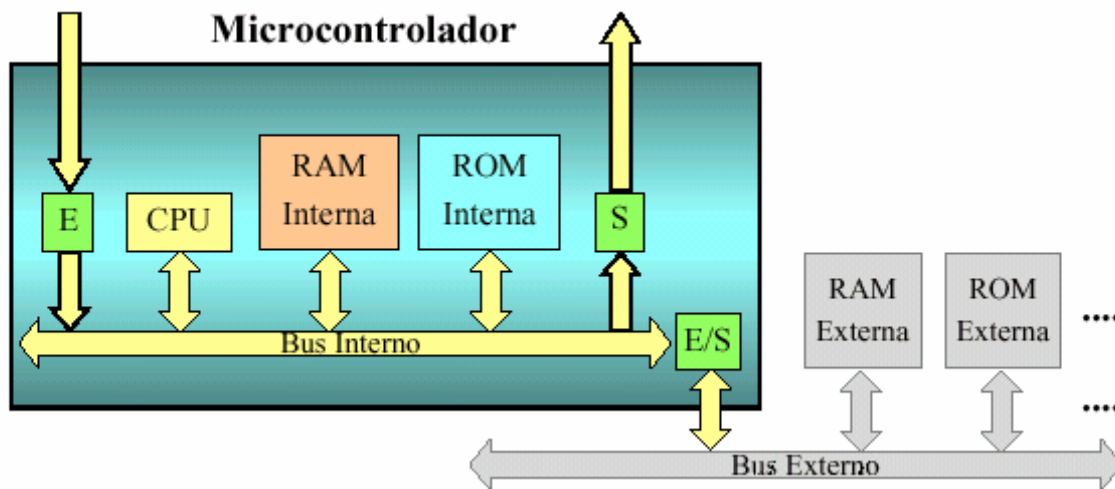 Microcontrolador
E
CPU
RAM
Interna
ROM
Interna
S
Bus Interno
E/S
RAM
Externa
ROM
Externa
....
....
Bus Externo